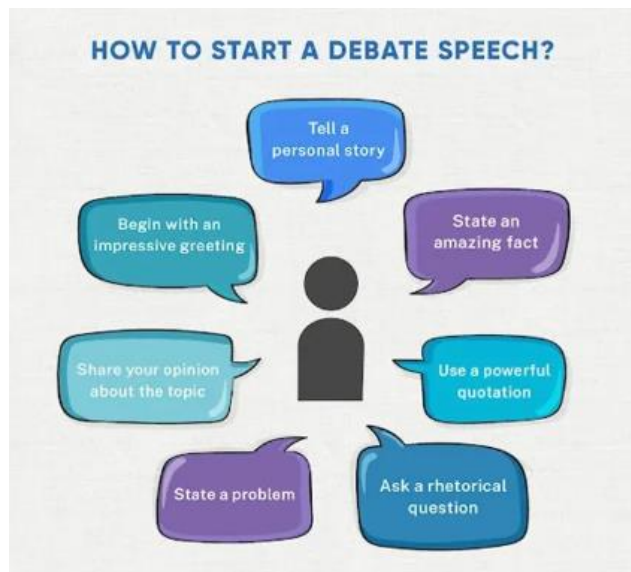 HOW TO START A DEBATE SPEECH?
Tell a
personal story
State an
amazing fact
Use a powerful
quotation
Ask a rhetorical
question
State a problem
Share your opinion
about the topic
Begin with an
impressive greeting